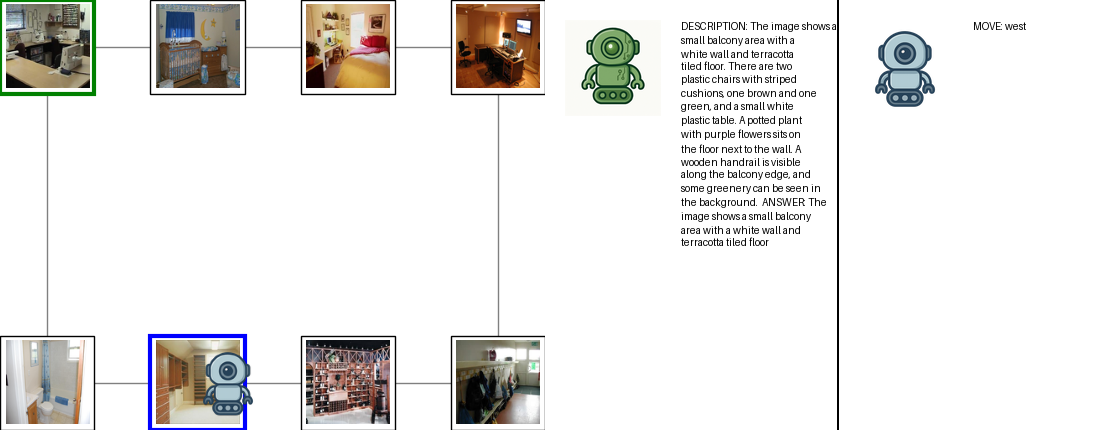 DESCRIPTION: The image shows a
small balcony area with a
white wall and terracotta
tiled floor. There are two
plastic chairs with striped
cushions, one brown and one
green, and a small white
plastic table. A potted plant
with purple flowers sits on
the floor next to the wall. A
wooden handrail is visible
along the balcony edge, and
some greenery can be seen in
the background.  ANSWER: The
image shows a small balcony
area with a white wall and
terracotta tiled floor
MOVE: west